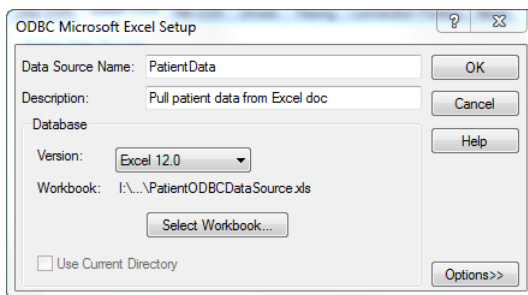 ODBC Microsoft Excel Setup
Data Source Name: PatientData
OK
Description: Pull patient data from Excel doc
Cancel
Database
Help
Version: Excel 12.0
Workbook: I:\...\PatientODBCDataSource.xls
Select Workbook...
Use Current Directory
Options>>